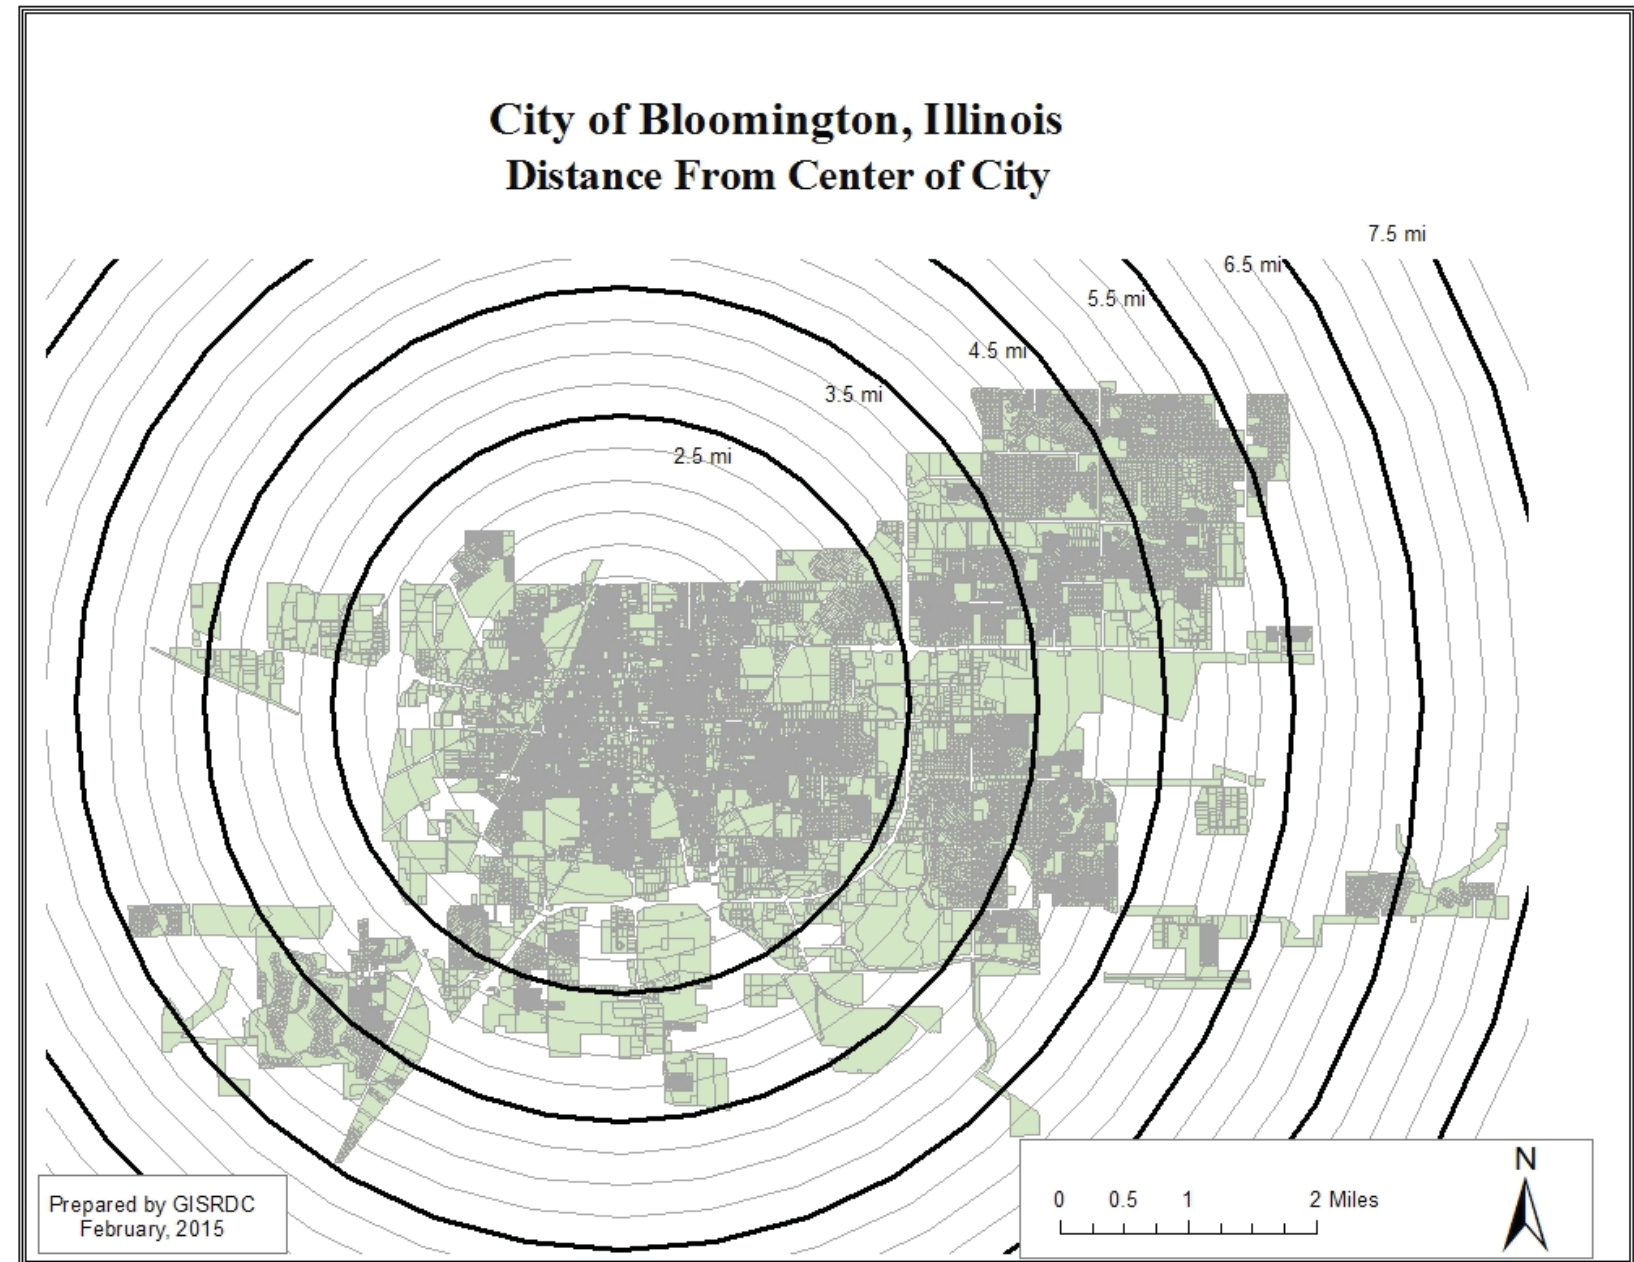 City of Bloomington, Illinois
Distance From Center of City
7.5 mi
6.5 mi
5.5 mi
4.5 mi
3.5 mi
2.5 mi
Prepared by GISRDC
February, 2015
N
0 0.5 1 2 Miles